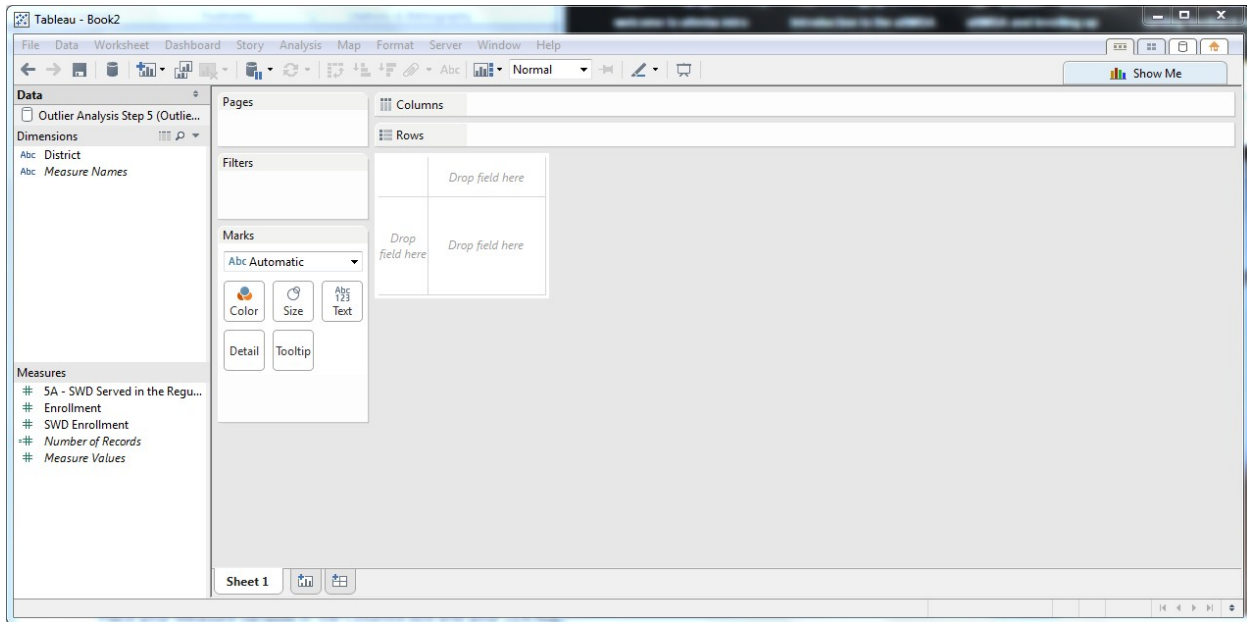 Tableau - Book2
File Data Worksheet Dashboard Story Analysis Map Format Server Window Help
Abc Normal
Show Me
Data
Outlier Analysis Step 5 (Outlie...
Dimensions
Abc District
Abc Measure Names
Pages
Columns
Rows
Filters
Drop field here
Drop field here
Drop field here
Marks
Abc Automatic
Color Size Abc 123 Text
Detail Tooltip
Measures
# 5A - SWD Served in the Regu...
# Enrollment
# SWD Enrollment
=# Number of Records
# Measure Values
Sheet 1